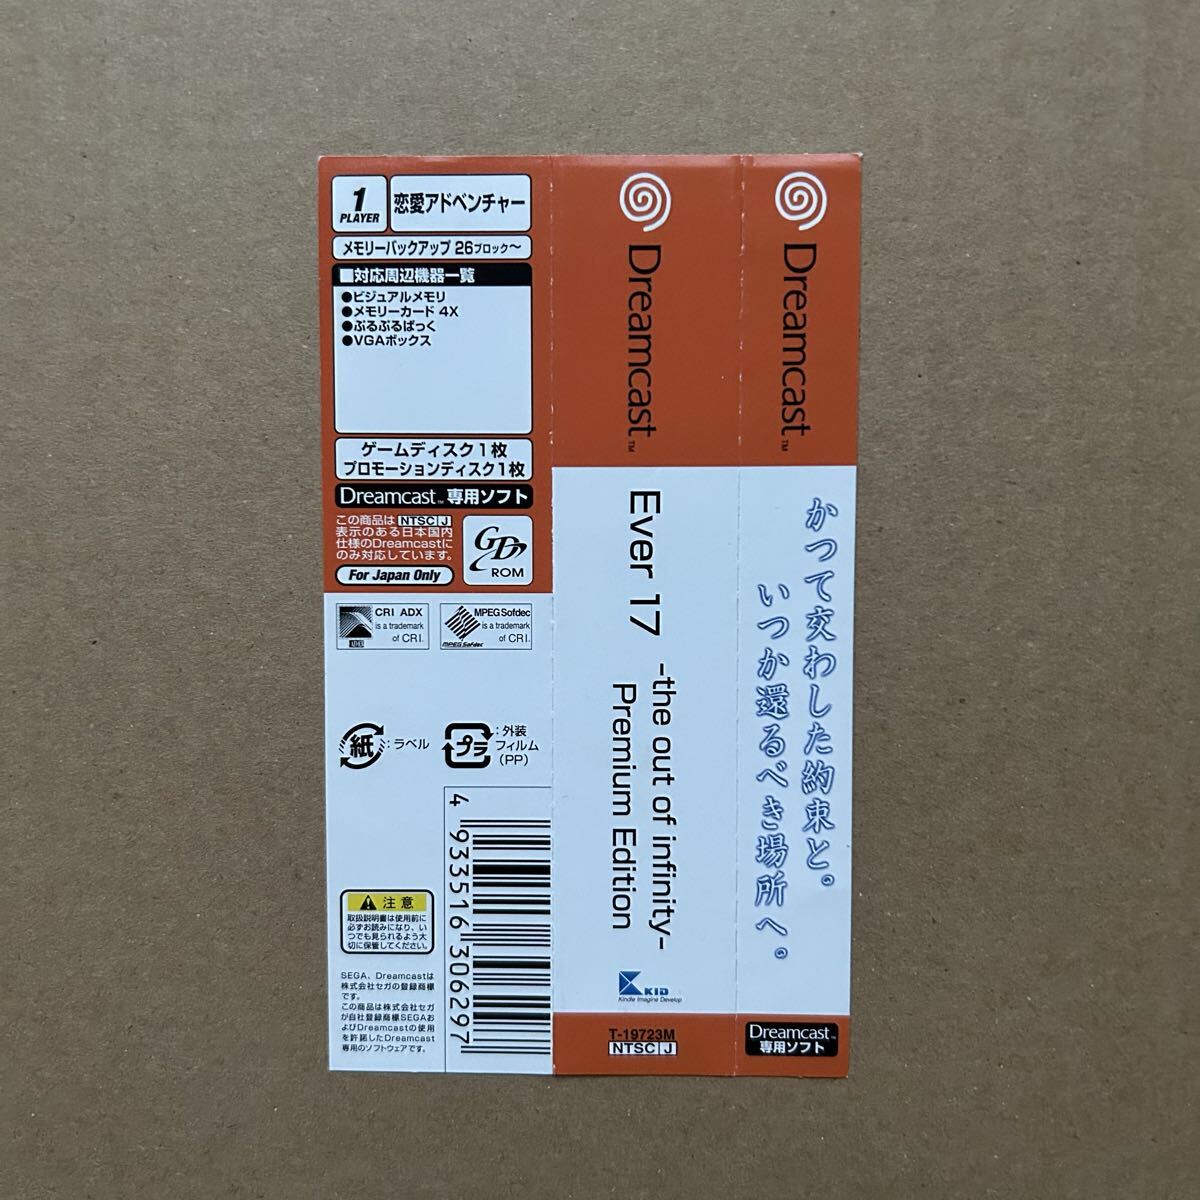 1
PLAYER
恋愛アドベンチャー
メモリーバックアップ 26ブロック〜
■対応周辺機器一覧
●ビジュアルメモリ
●メモリーカード 4X
●ぷるぷるぱっく
●VGAボックス
ゲームディスク1枚
プロモーションディスク1枚
Dreamcast™ 専用ソフト
この商品は NTSC J
表示のある日本国内
仕様のDreamcastに
のみ対応しています。
For Japan Only
GD
ROM
CRI ADX
is a trademark
of CRI.
MPEG Sofdec
is a trademark
of CRI.
MPEG Sofdec
紙
:ラベル
プラ
:外装
フィルム
(PP)
4 933516 306297
注意
取扱説明書は使用前に
必ずお読みになり、い
つでも見られるよう大
切に保管してください。
SEGA、Dreamcastは
株式会社セガの登録商標
です。
この商品は株式会社セガ
が自社登録商標SEGAお
よびDreamcastの使用
を許諾したDreamcast
専用のソフトウェアです。
Dreamcast™
Ever 17 -the out of infinity-
Premium Edition
KID
Kindle Imagine Develop
T-19723M
NTSC J
Dreamcast™
かつて交わした約束と。
いつか還るべき場所へ。
Dreamcast™
専用ソフト